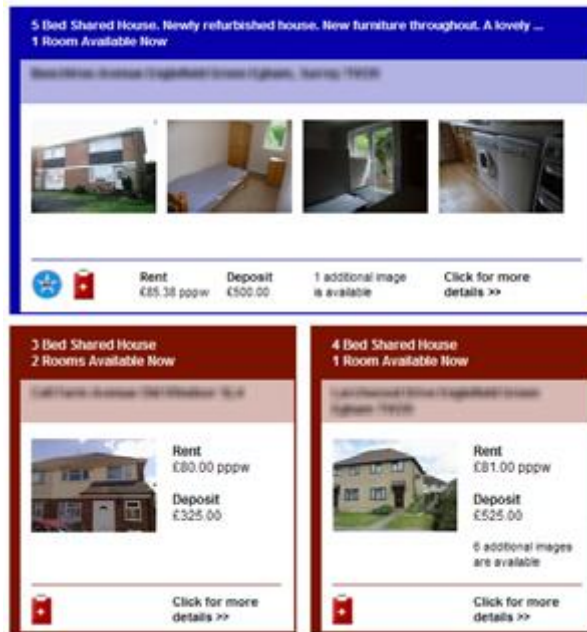 5 Bed Shared House. Newly refurbished house. New furniture throughout. A lovely ...
1 Room Available Now
Rent
£85.38 pppw
Deposit
£500.00
1 additional image
is available
Click for more
details >>
3 Bed Shared House
2 Rooms Available Now
Rent
£80.00 pppw
Deposit
£325.00
Click for more
details >>
4 Bed Shared House
1 Room Available Now
Rent
£81.00 pppw
Deposit
£525.00
6 additional images
are available
Click for more
details >>